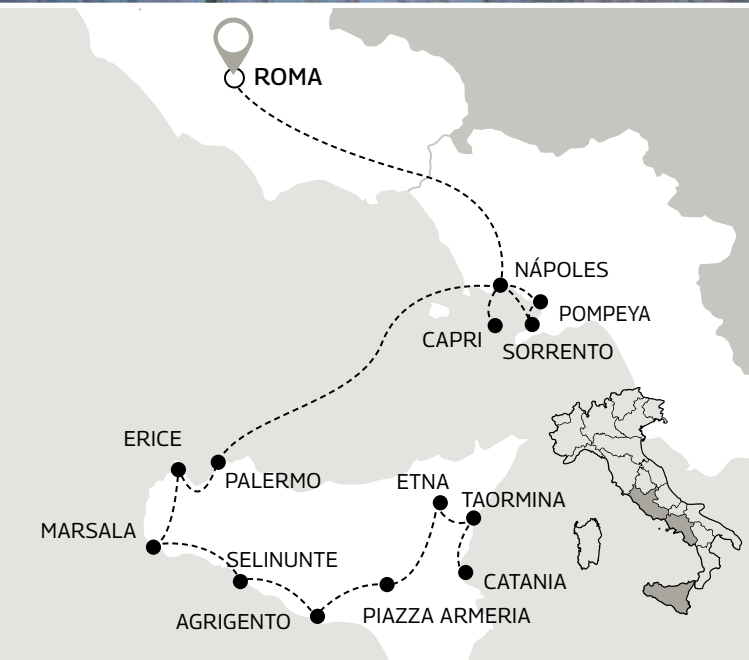 ROMA
NÁPOLES
POMPEYA
CAPRI
SORRENTO
ERICE
PALERMO
ETNA
TAORMINA
MARSALA
SELINUNTE
CATANIA
AGRIGENTO
PIAZZA ARMERIA